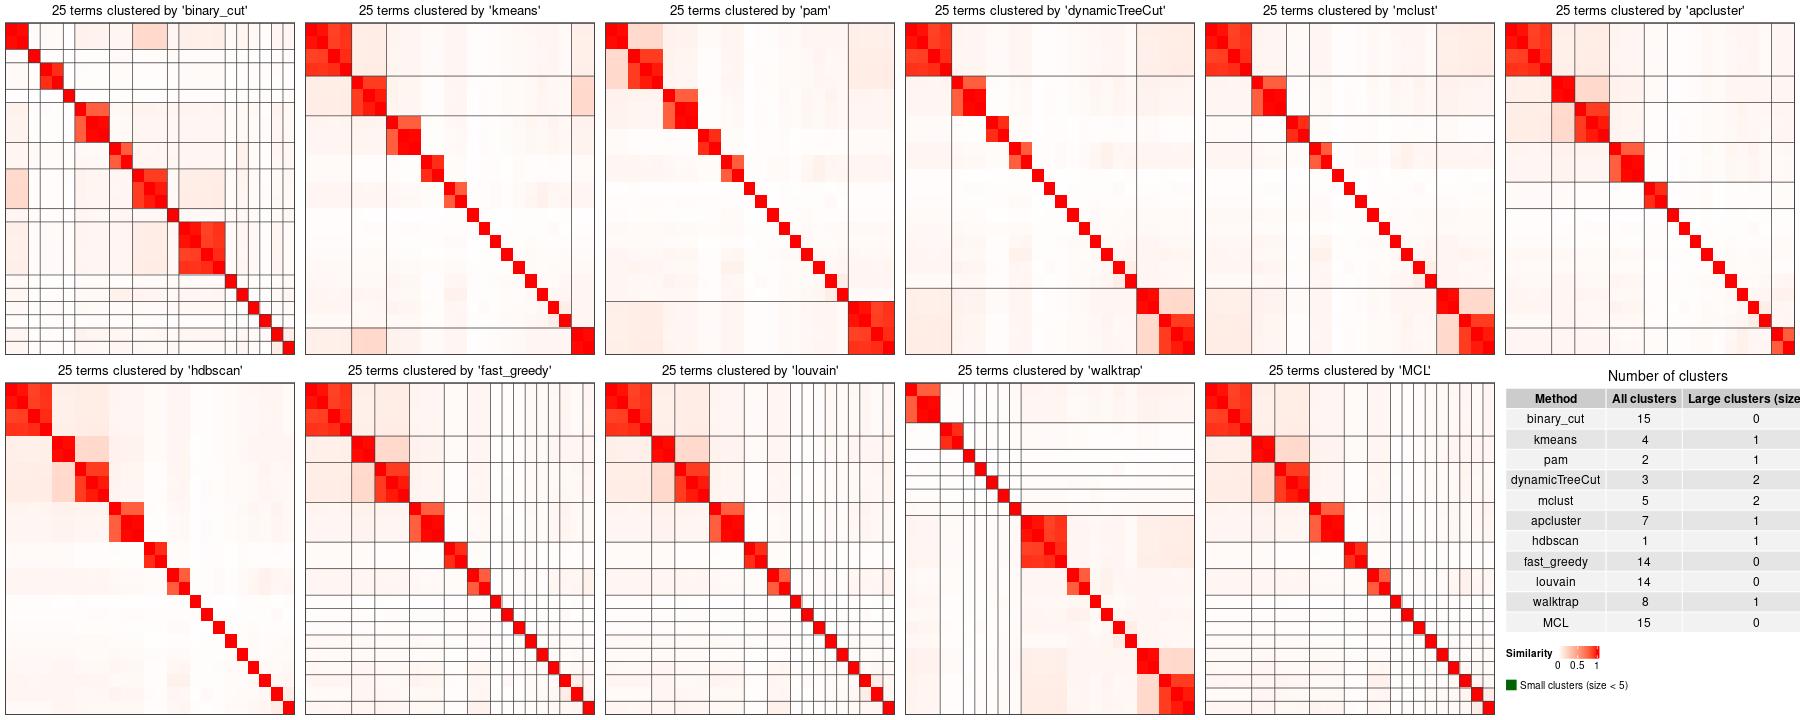 25 terms clustered by 'binary_cut'
25 terms clustered by 'kmeans'
25 terms clustered by 'pam'
25 terms clustered by 'dynamicTreeCut'
25 terms clustered by 'mclust'
25 terms clustered by 'apcluster'
25 terms clustered by 'hdbscan'
25 terms clustered by 'fast_greedy'
25 terms clustered by 'louvain'
25 terms clustered by 'walktrap'
25 terms clustered by 'MCL'
Number of clusters
Method All clusters Large clusters (size
binary_cut 15 0
kmeans 4 1
pam 2 1
dynamicTreeCut 3 2
mclust 5 2
apcluster 7 1
hdbscan 1 1
fast_greedy 14 0
louvain 14 0
walktrap 8 1
MCL 15 0
Similarity
0 0.5 1
Small clusters (size < 5)